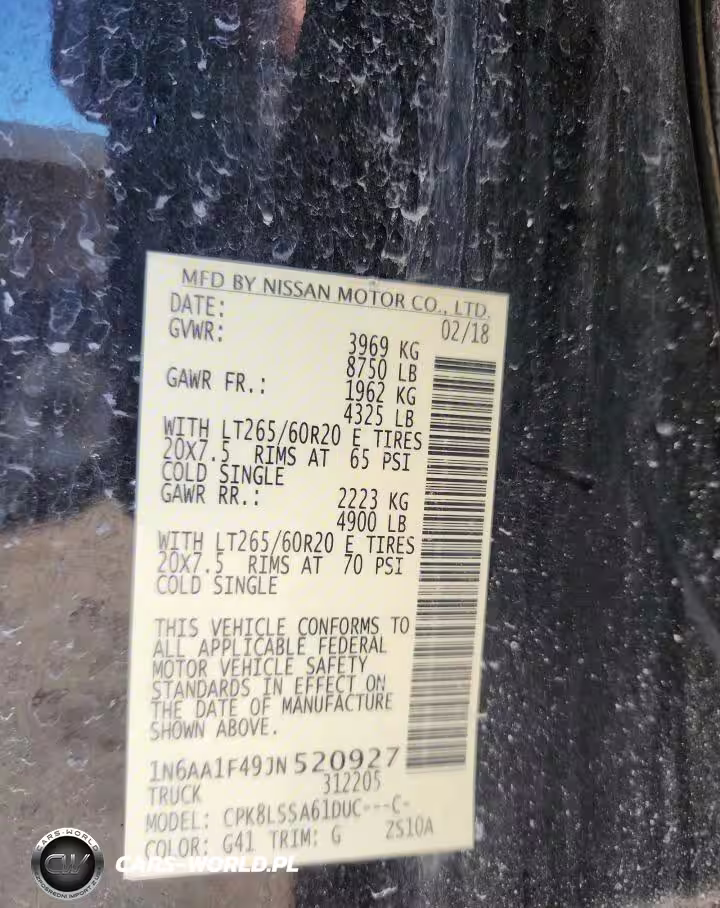 MFD BY NISSAN MOTOR CO., LTD.
DATE: 02/18
GVWR: 3969 KG
8750 LB
GAWR FR.: 1962 KG
4325 LB
WITH LT265/60R20 E TIRES
20X7.5 RIMS AT 65 PSI
COLD SINGLE
GAWR RR.: 2223 KG
4900 LB
WITH LT265/60R20 E TIRES
20X7.5 RIMS AT 70 PSI
COLD SINGLE
THIS VEHICLE CONFORMS TO
ALL APPLICABLE FEDERAL
MOTOR VEHICLE SAFETY
STANDARDS IN EFFECT ON
THE DATE OF MANUFACTURE
SHOWN ABOVE.
1N6AA1F49JN520927
TRUCK 312205
MODEL: CPK8LSSA61DUC---C-
COLOR: G41 TRIM: G ZS10A
CARS-WORLD
CW
CARS-WORLD.PL